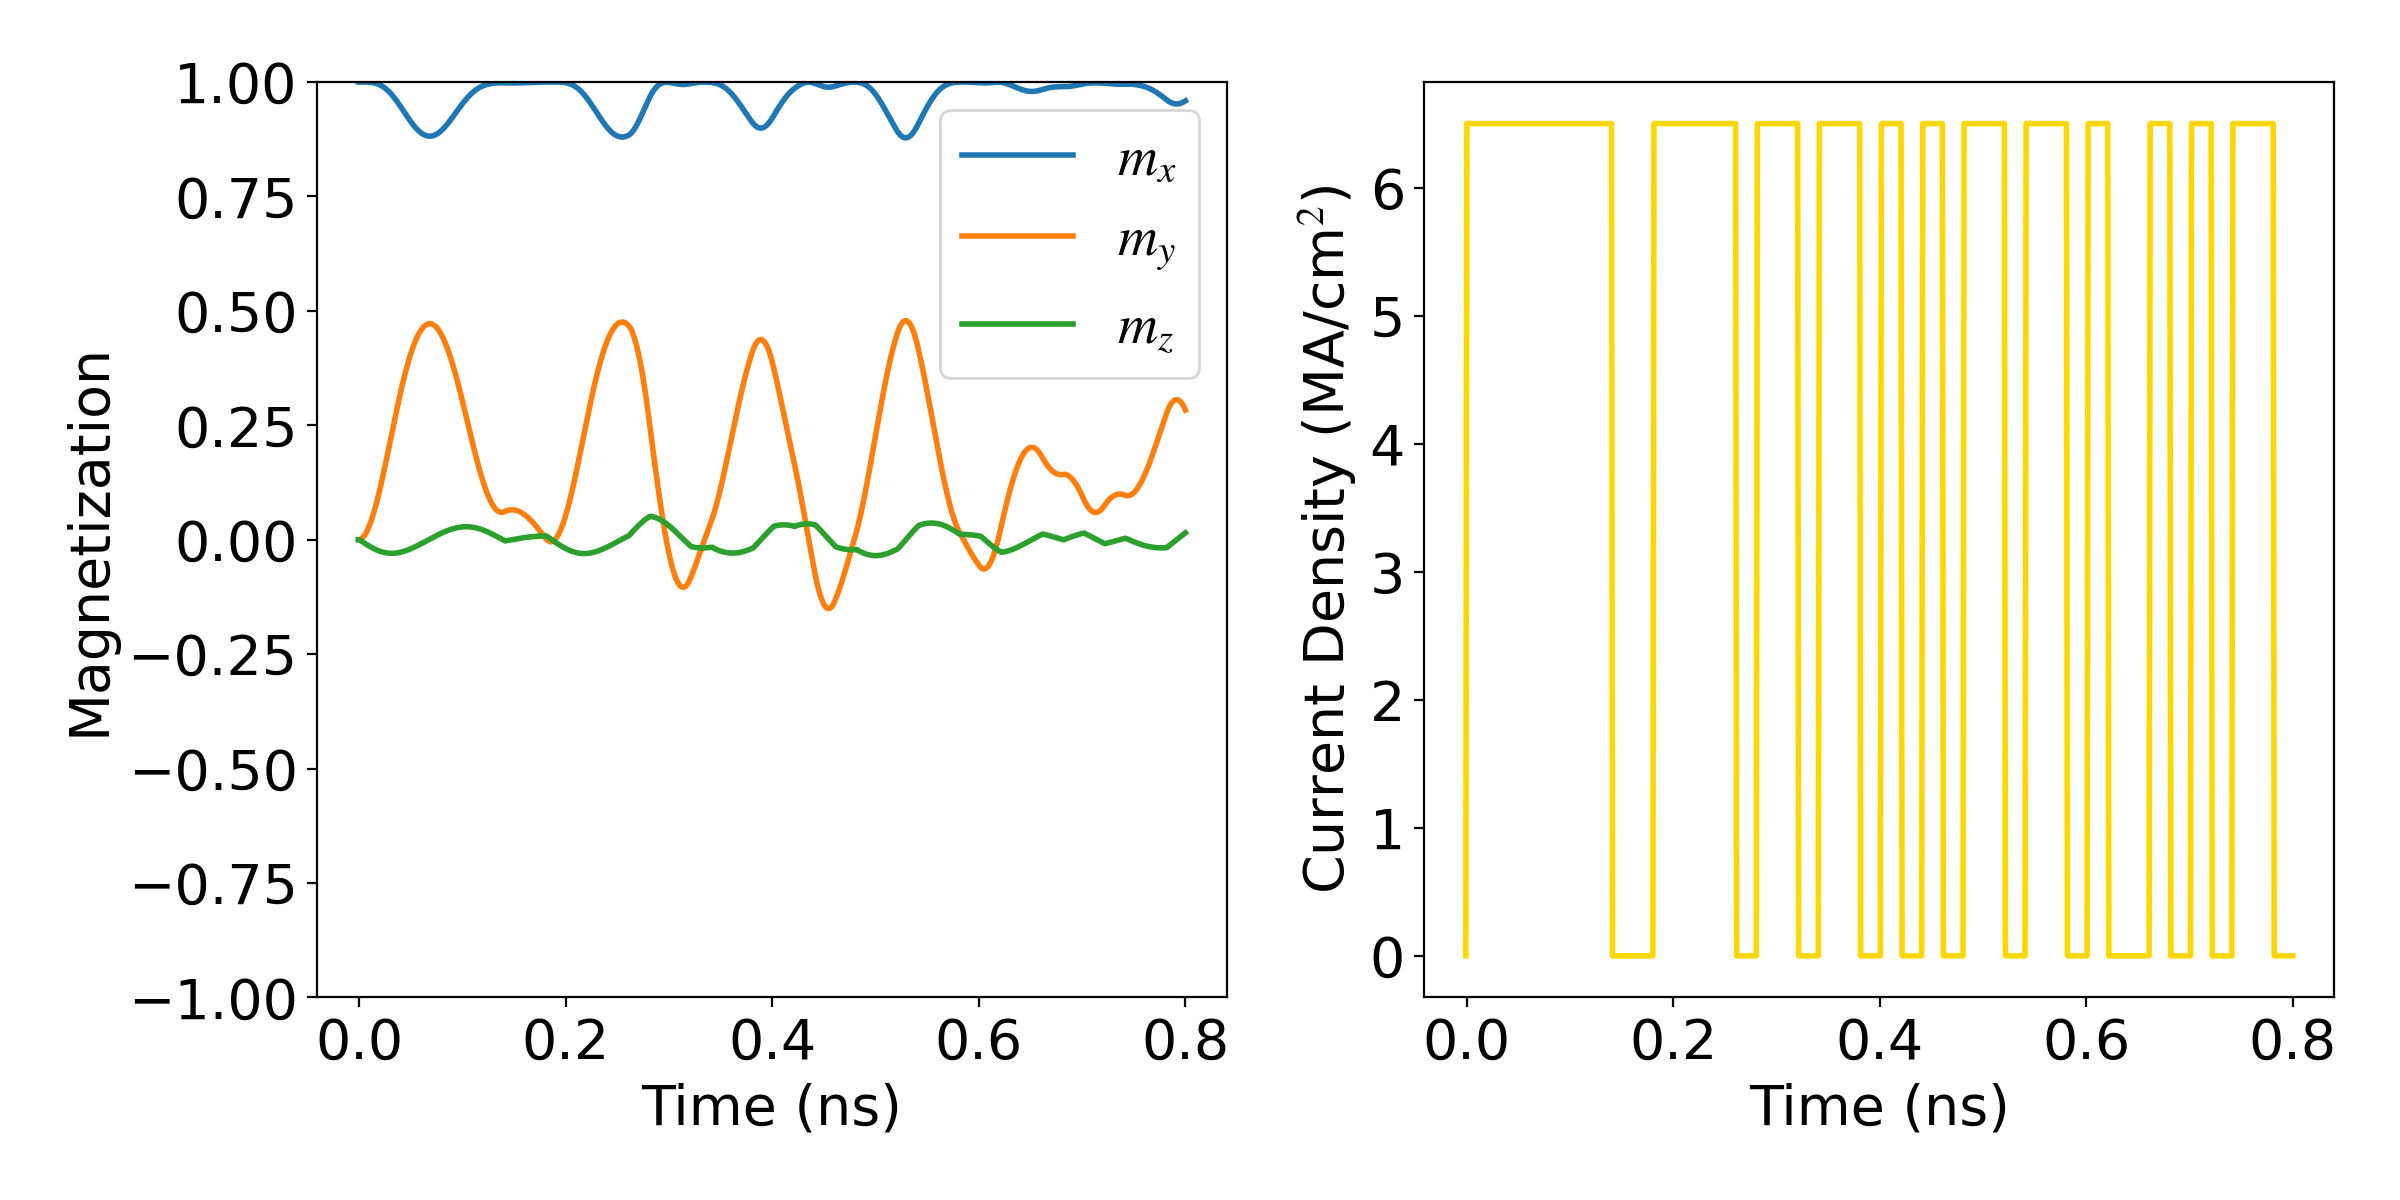 1.00
0.75
0.50
0.25
0.00
−0.25
−0.50
−0.75
−1.00
Magnetization
0.0 0.2 0.4 0.6 0.8
Time (ns)
m_x
m_y
m_z
6
5
4
3
2
1
0
Current Density (MA/cm²)
0.0 0.2 0.4 0.6 0.8
Time (ns)